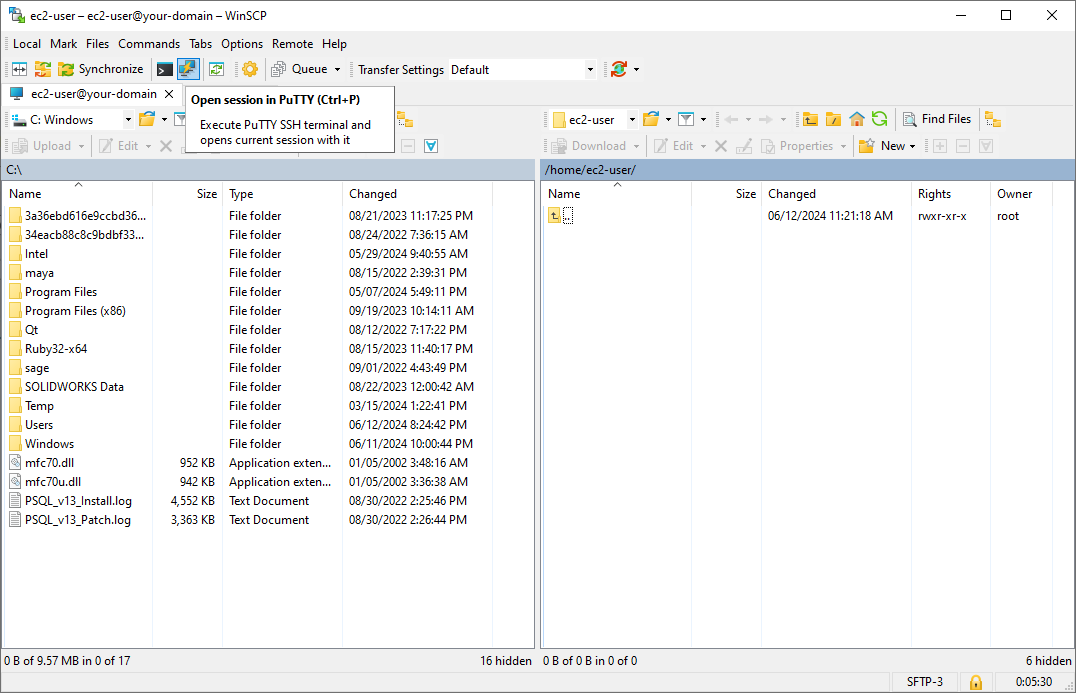 ec2-user – ec2-user@your-domain – WinSCP
Local Mark Files Commands Tabs Options Remote Help
Synchronize Queue Transfer Settings Default
ec2-user@your-domain
Open session in PuTTY (Ctrl+P)
Execute PuTTY SSH terminal and
opens current session with it
C: Windows
ec2-user Find Files
Upload Edit
Download Edit Properties New
C:\
/home/ec2-user/
Name Size Type Changed
3a36ebd616e9ccbd36... File folder 08/21/2023 11:17:25 PM
34eacb88c8c9bdbf33... File folder 08/24/2022 7:36:15 AM
Intel File folder 05/29/2024 9:40:55 AM
maya File folder 08/15/2022 2:39:31 PM
Program Files File folder 05/07/2024 5:49:11 PM
Program Files (x86) File folder 09/19/2023 10:14:11 AM
Qt File folder 08/12/2022 7:17:22 PM
Ruby32-x64 File folder 08/15/2023 11:40:17 PM
sage File folder 09/01/2022 4:43:49 PM
SOLIDWORKS Data File folder 08/22/2023 12:00:42 AM
Temp File folder 03/15/2024 1:22:41 PM
Users File folder 06/12/2024 8:24:42 PM
Windows File folder 06/11/2024 10:00:44 PM
mfc70.dll 952 KB Application exten... 01/05/2002 3:48:16 AM
mfc70u.dll 942 KB Application exten... 01/05/2002 3:36:38 AM
PSQL_v13_Install.log 4,552 KB Text Document 08/30/2022 2:25:46 PM
PSQL_v13_Patch.log 3,363 KB Text Document 08/30/2022 2:26:44 PM
Name Size Changed Rights Owner
.. 06/12/2024 11:21:18 AM rwxr-xr-x root
0 B of 9.57 MB in 0 of 17 16 hidden
0 B of 0 B in 0 of 0 6 hidden
SFTP-3 0:05:30